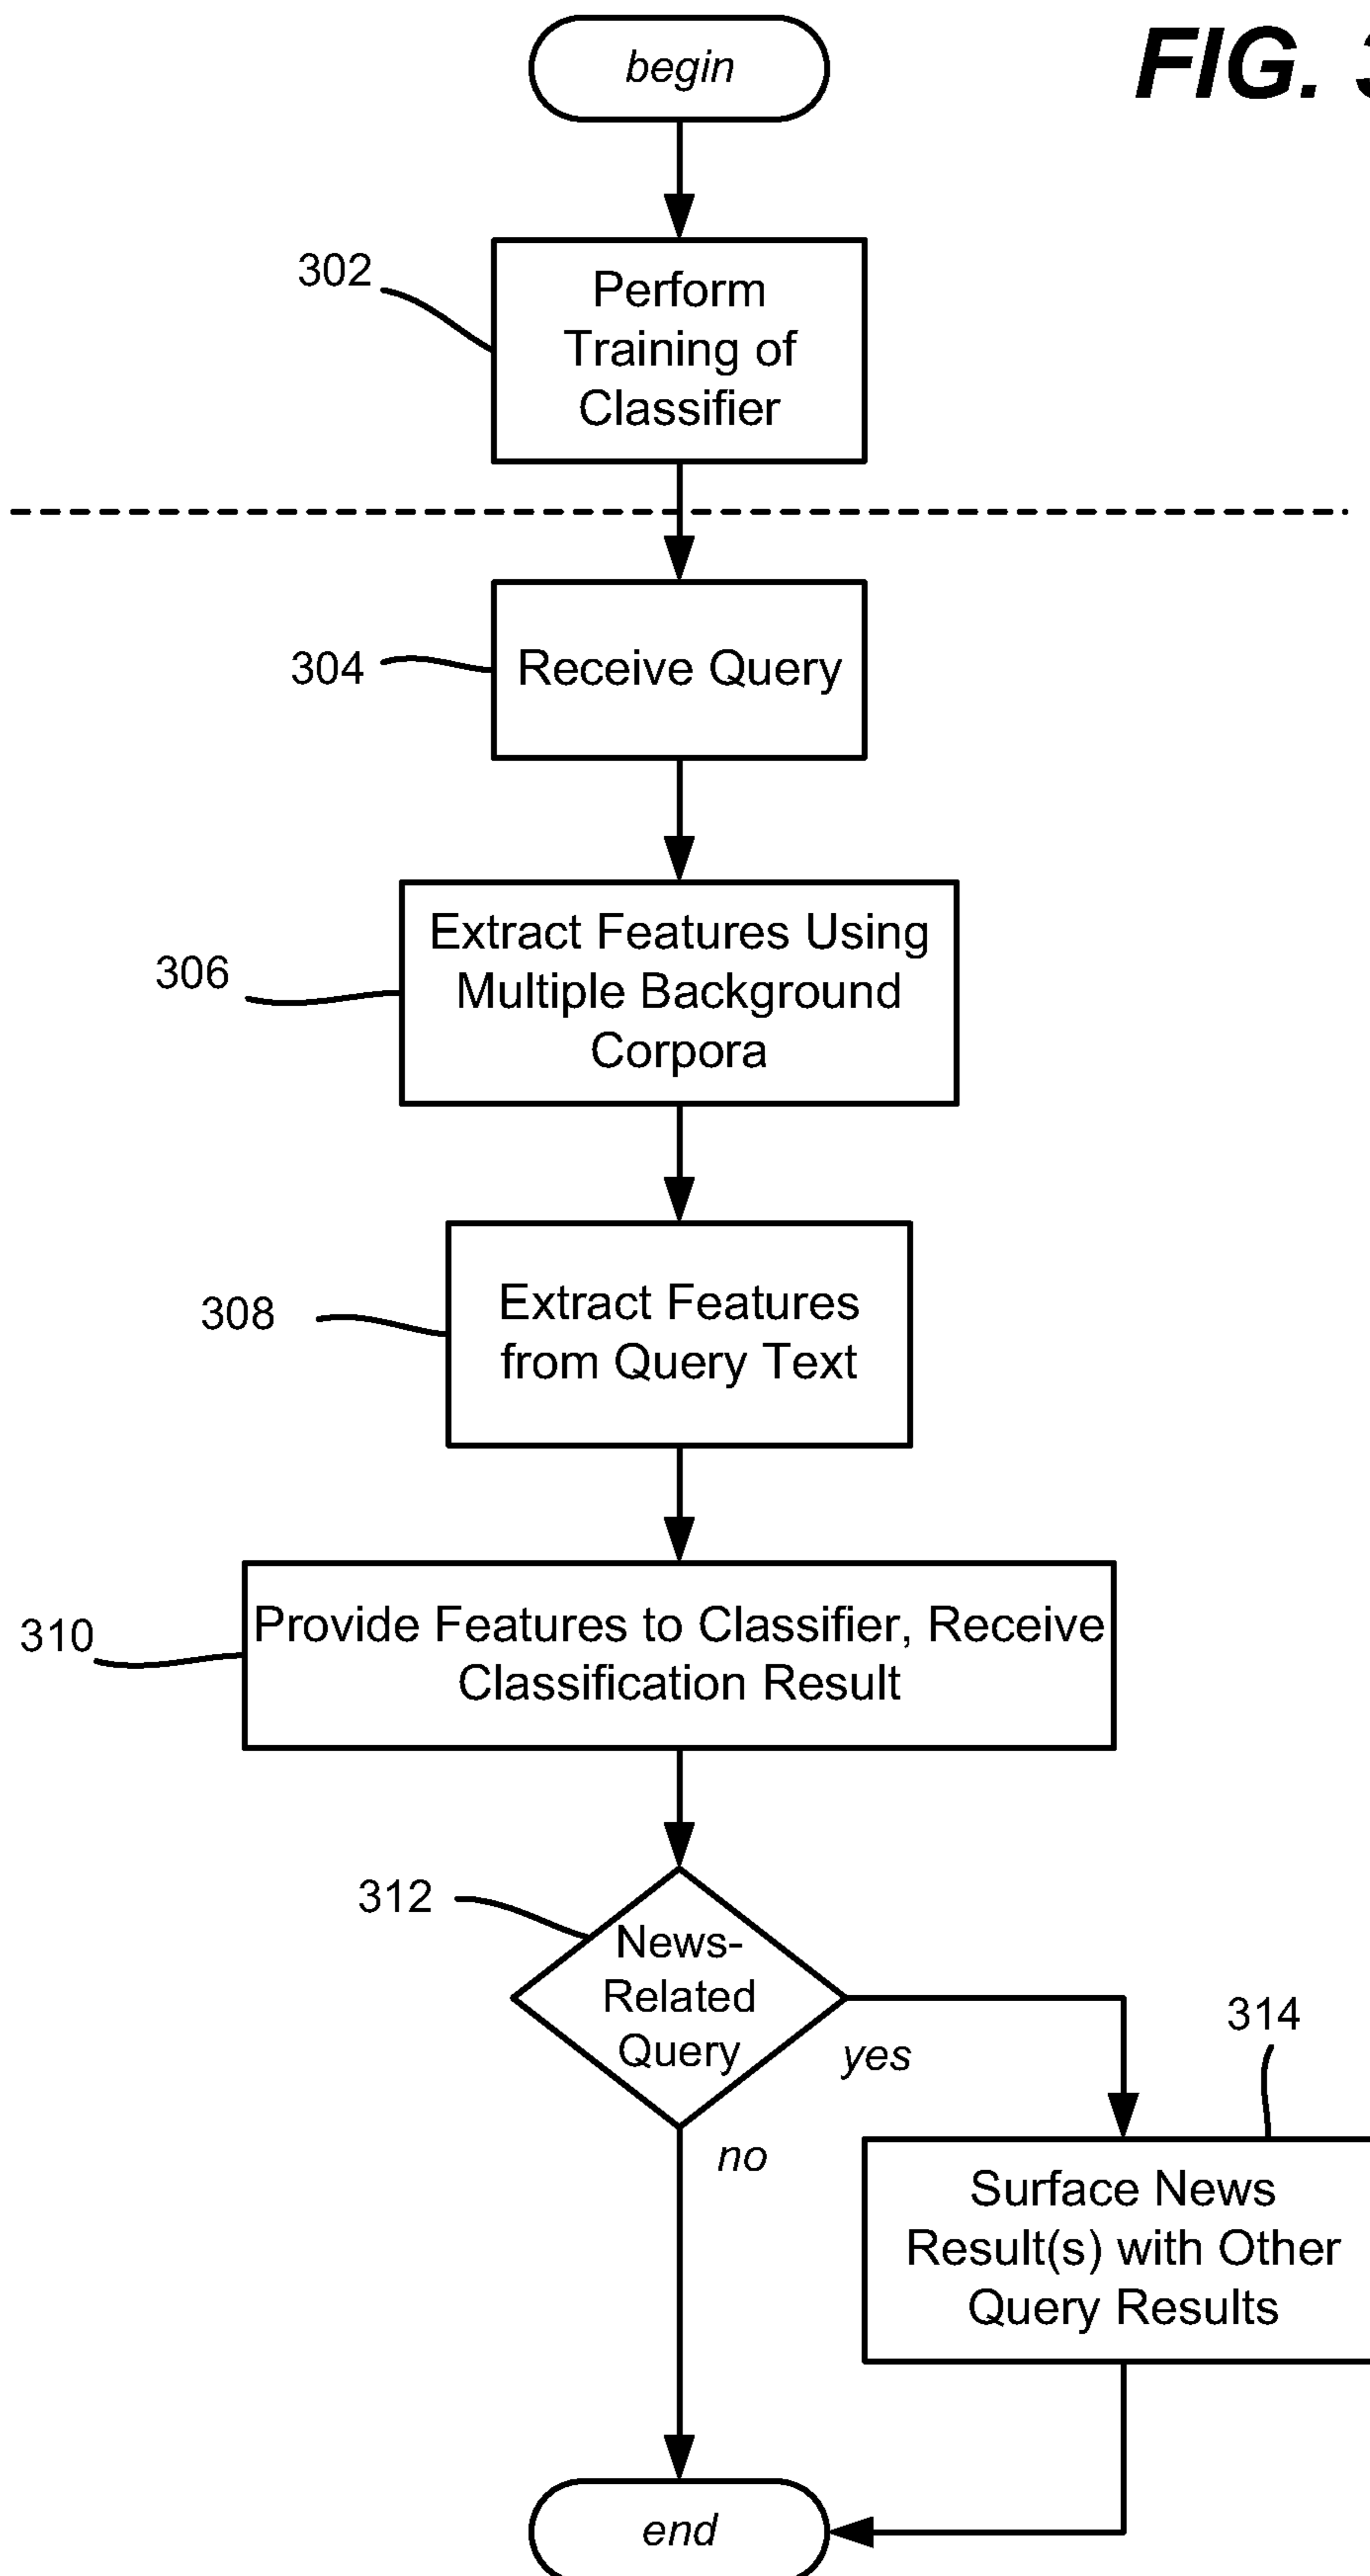 begin
FIG. 3
302
Perform
Training of
Classifier
304
Receive Query
306
Extract Features Using
Multiple Background
Corpora
308
Extract Features
from Query Text
310
Provide Features to Classifier, Receive
Classification Result
312
News-
Related
Query
yes
314
no
Surface News
Result(s) with Other
Query Results
end